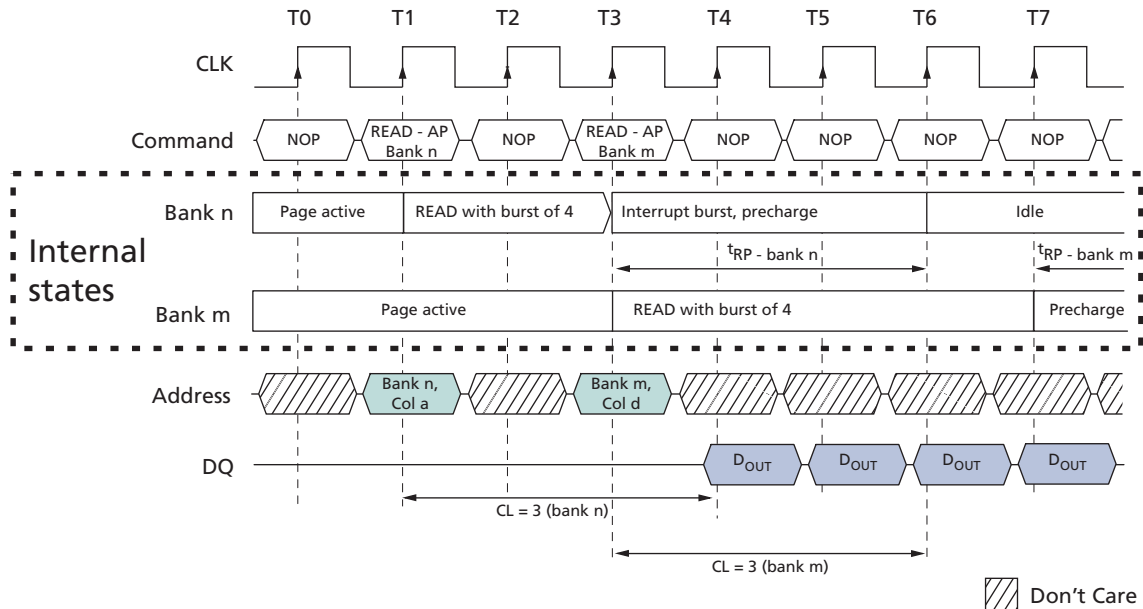 T0 T1 T2 T3 T4 T5 T6 T7
CLK
Command NOP READ - AP Bank n NOP READ - AP Bank m NOP NOP NOP NOP
Internal states
Bank n Page active READ with burst of 4 Interrupt burst, precharge Idle
tRP - bank n tRP - bank m
Bank m Page active READ with burst of 4 Precharge
Address Bank n, Col a Bank m, Col d
DQ DOUT DOUT DOUT DOUT
CL = 3 (bank n)
CL = 3 (bank m)
Don't Care